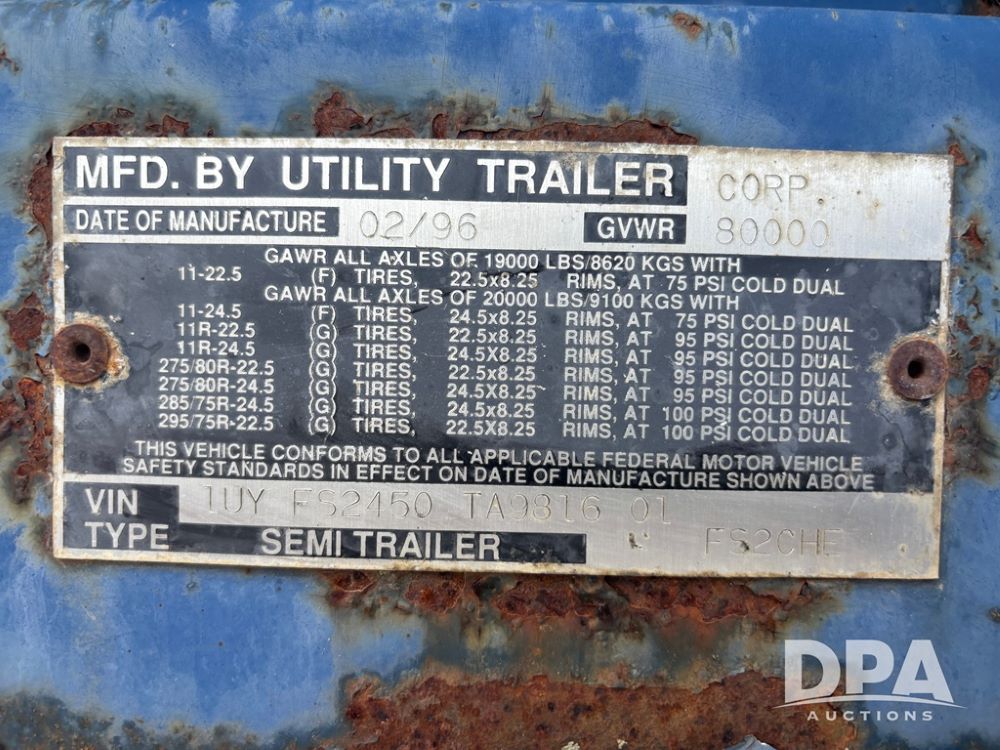 MFD. BY UTILITY TRAILER CORP.
DATE OF MANUFACTURE 02/96 GVWR 80000
GAWR ALL AXLES OF 19000 LBS/8620 KGS WITH
11-22.5 (F) TIRES, 22.5x8.25 RIMS, AT 75 PSI COLD DUAL
GAWR ALL AXLES OF 20000 LBS/9100 KGS WITH
11-24.5 (F) TIRES, 24.5x8.25 RIMS, AT 75 PSI COLD DUAL
11R-22.5 (G) TIRES, 22.5x8.25 RIMS, AT 95 PSI COLD DUAL
11R-24.5 (G) TIRES, 24.5X8.25 RIMS, AT 95 PSI COLD DUAL
275/80R-22.5 (G) TIRES, 22.5X8.25 RIMS, AT 95 PSI COLD DUAL
275/80R-24.5 (G) TIRES, 24.5X8.25 RIMS, AT 95 PSI COLD DUAL
285/75R-24.5 (G) TIRES, 24.5X8.25 RIMS, AT 100 PSI COLD DUAL
295/75R-22.5 (G) TIRES, 22.5X8.25 RIMS, AT 100 PSI COLD DUAL
THIS VEHICLE CONFORMS TO ALL APPLICABLE FEDERAL MOTOR VEHICLE
SAFETY STANDARDS IN EFFECT ON DATE OF MANUFACTURE SHOWN ABOVE
VIN 1UY FS2450 TA9816 01
TYPE SEMI TRAILER FS2CHE
DPA
AUCTIONS